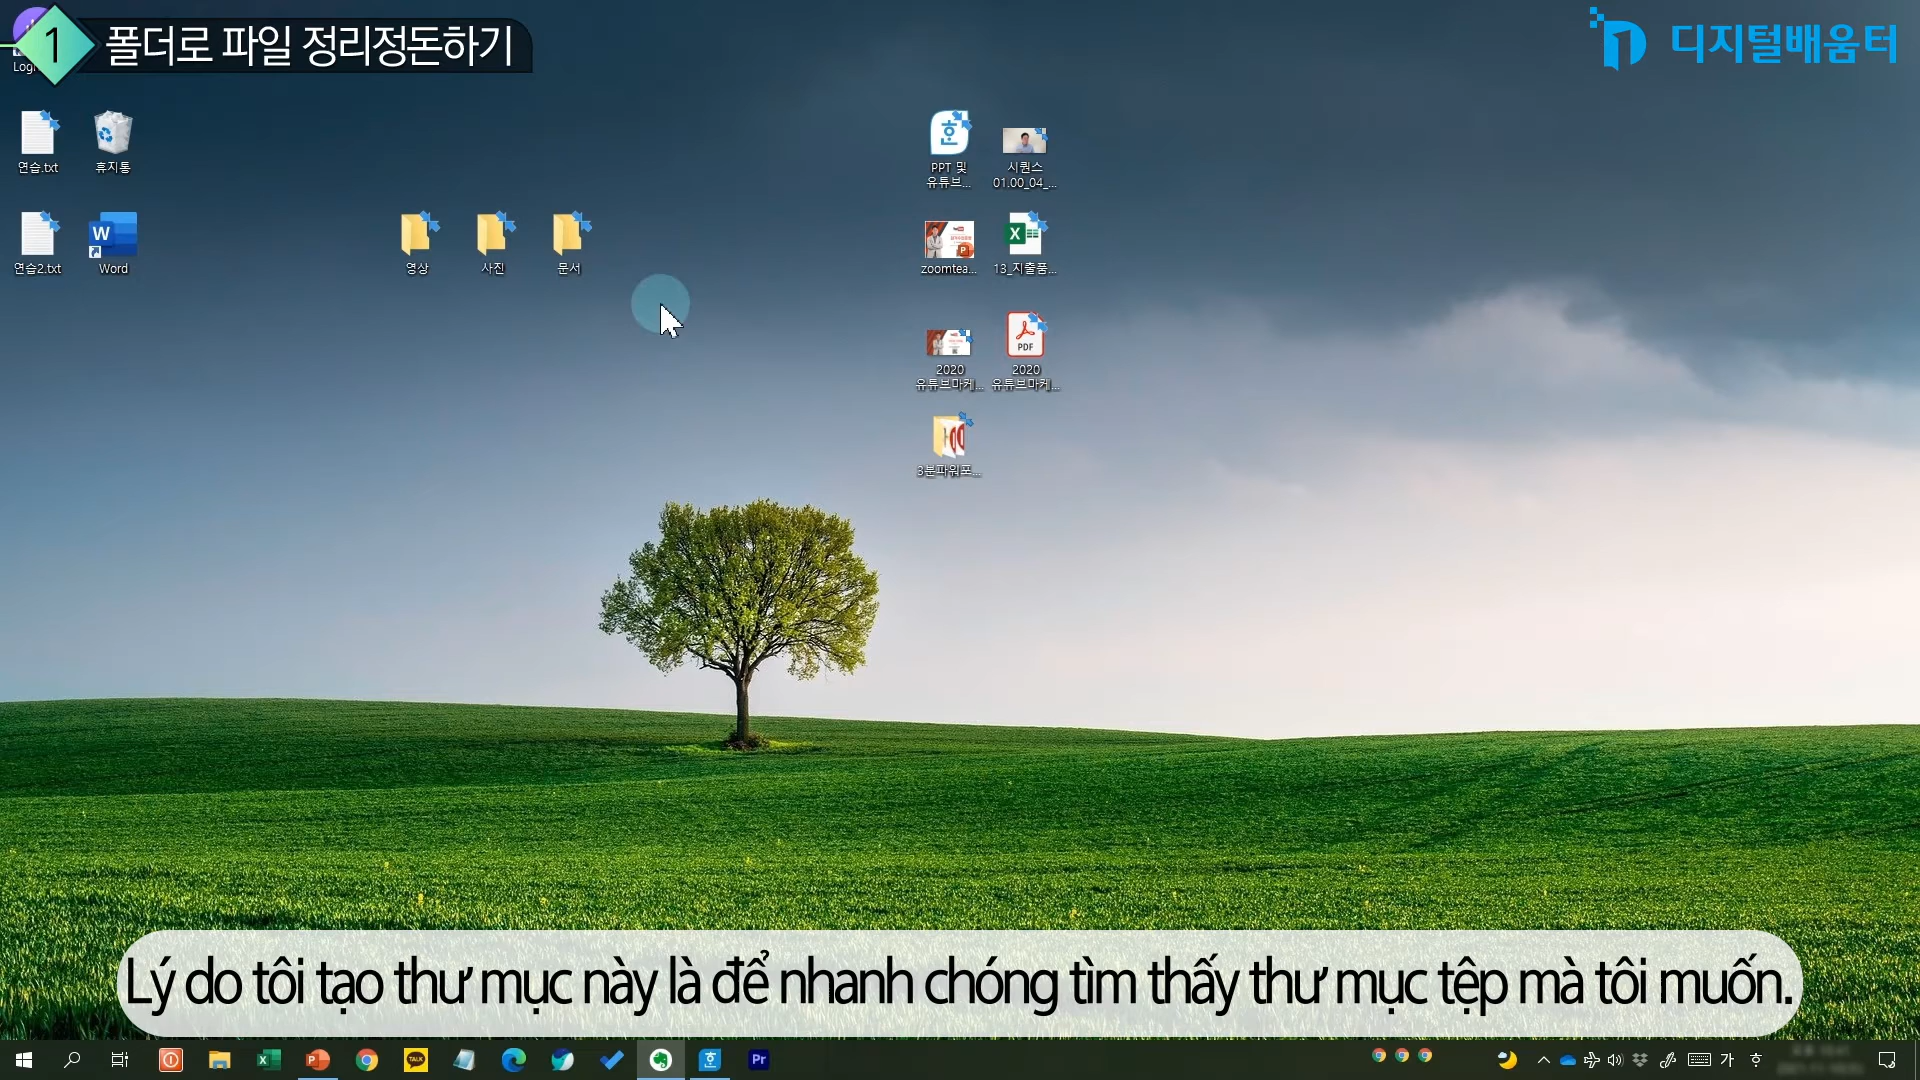 1 폴더로 파일 정리정돈하기
디지털배움터
연습.txt
휴지통
연습2.txt
Word
W
영상
사진
문서
PPT 및
유튜브...
시퀀스
01.00_04_...
zoomtea...
13_지출품...
PDF
2020
유튜브마케...
2020
유튜브마케...
3분파워포...
Lý do tôi tạo thư mục này là để nhanh chóng tìm thấy thư mục tệp mà tôi muốn.
TALK
Pr
가